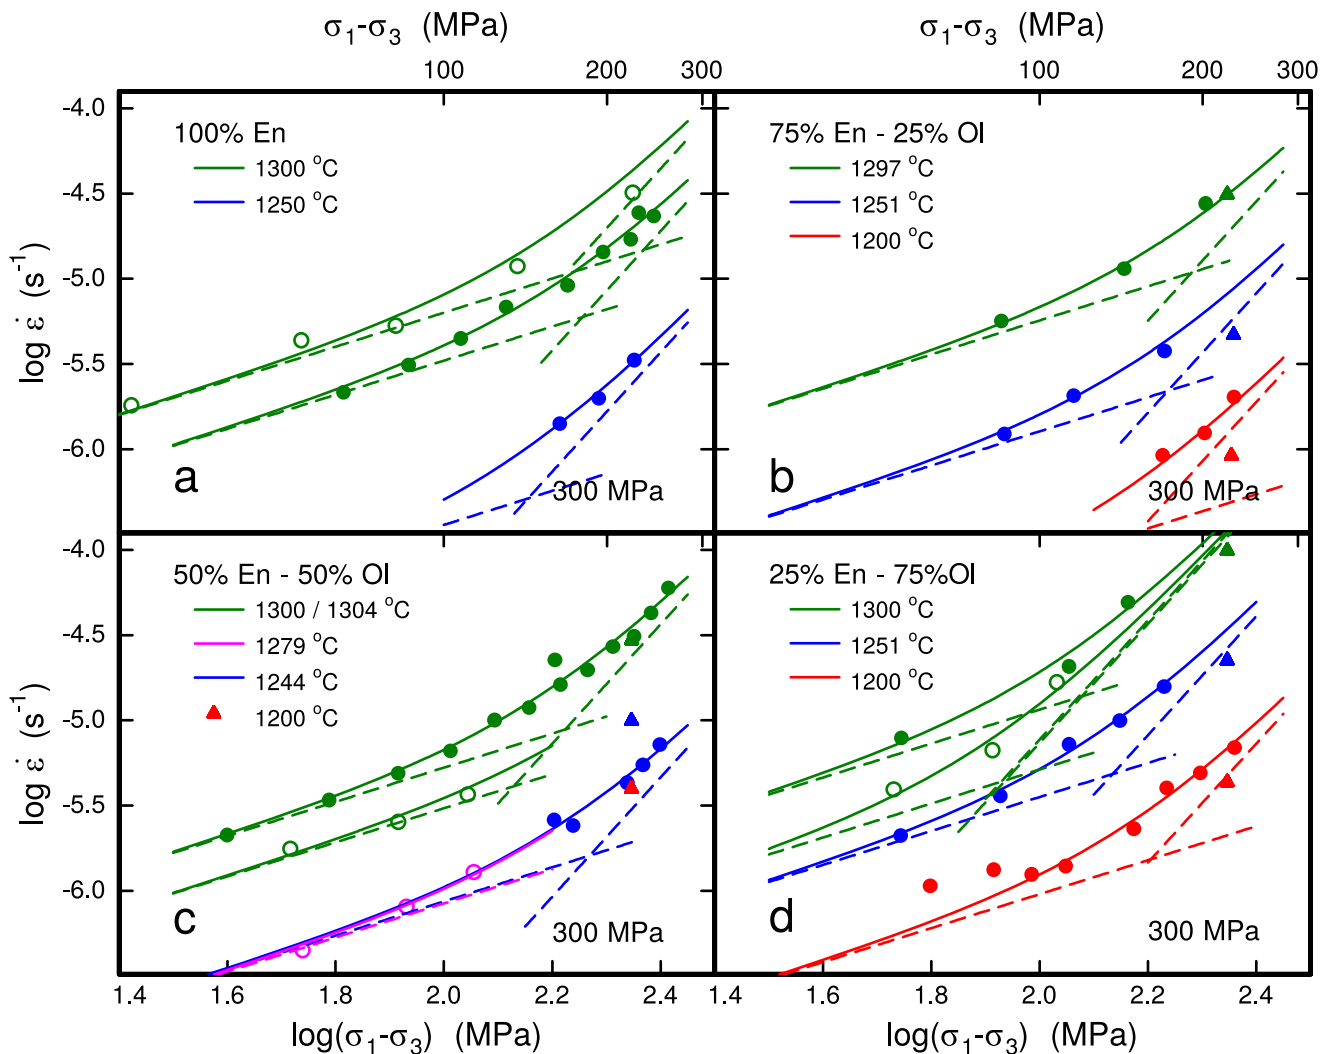 σ1-σ3 (MPa) σ1-σ3 (MPa)
100 200 300 100 200 300
-4.0
-4.5
-5.0
-5.5
-6.0
log ε̇ (s-1)
100% En
1300 °C
1250 °C
a
300 MPa
75% En - 25% Ol
1297 °C
1251 °C
1200 °C
b
300 MPa
-4.0
-4.5
-5.0
-5.5
-6.0
log ε̇ (s-1)
50% En - 50% Ol
1300 / 1304 °C
1279 °C
1244 °C
1200 °C
c
300 MPa
25% En - 75%Ol
1300 °C
1251 °C
1200 °C
d
300 MPa
1.4 1.6 1.8 2.0 2.2 2.4 1.6 1.8 2.0 2.2 2.4
log(σ1-σ3) (MPa) log(σ1-σ3) (MPa)